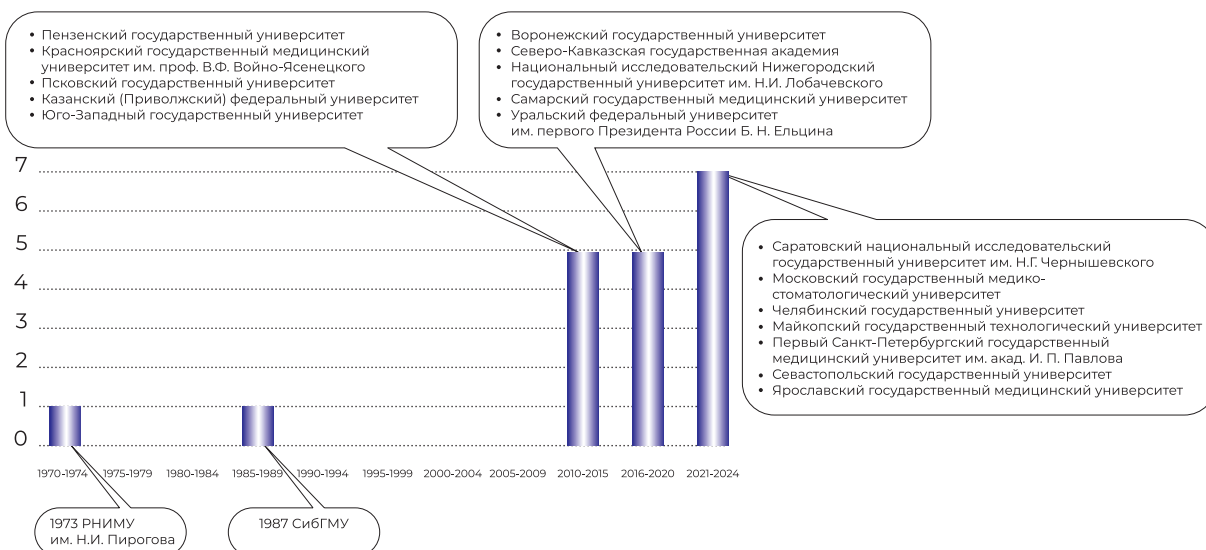 • Пензенский государственный университет
• Красноярский государственный медицинский
университет им. проф. В.Ф. Войно-Ясенецкого
• Псковский государственный университет
• Казанский (Приволжский) федеральный университет
• Юго-Западный государственный университет
• Воронежский государственный университет
• Северо-Кавказская государственная академия
• Национальный исследовательский Нижегородский
государственный университет им. Н.И. Лобачевского
• Самарский государственный медицинский университет
• Уральский федеральный университет
им. первого Президента России Б. Н. Ельцина
7
6
5
4
3
2
1
0
• Саратовский национальный исследовательский
государственный университет им. Н.Г. Чернышевского
• Московский государственный медико-
стоматологический университет
• Челябинский государственный университет
• Майкопский государственный технологический университет
• Первый Санкт-Петербургский государственный
медицинский университет им. акад. И. П. Павлова
• Севастопольский государственный университет
• Ярославский государственный медицинский университет
1970-1974 1975-1979 1980-1984 1985-1989 1990-1994 1995-1999 2000-2004 2005-2009 2010-2015 2016-2020 2021-2024
1973 РНИМУ
им. Н.И. Пирогова
1987 СибГМУ